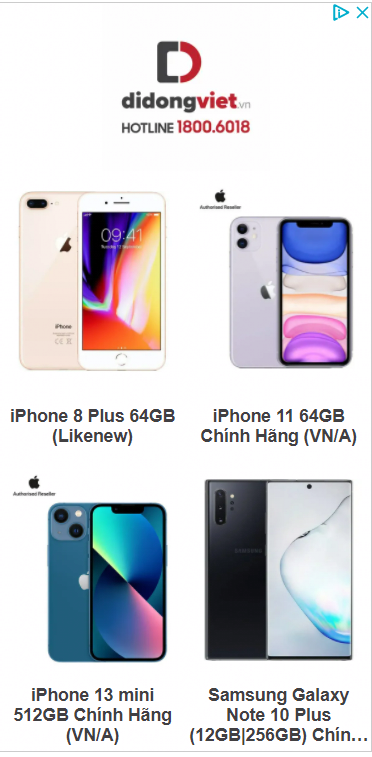 didongviet.vn
HOTLINE 1800.6018
Authorised Reseller
09:41
iPhone
iPhone 8 Plus 64GB
(Likenew)
iPhone 11 64GB
Chính Hãng (VN/A)
Authorised Reseller
SAMSUNG
iPhone 13 mini
512GB Chính Hãng
(VN/A)
Samsung Galaxy
Note 10 Plus
(12GB|256GB) Chín...